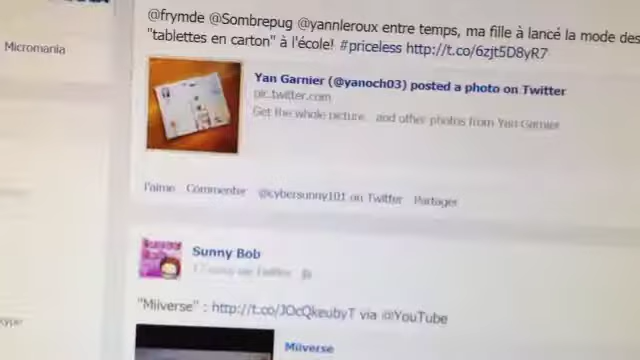 Micromania
@frymde @Sombrepug @yannleroux entre temps, ma fille à lancé la mode des
"tablettes en carton" à l'école! #priceless http://t.co/6zjt5D8yR7
Yan Garnier (@yanoch03) posted a photo on Twitter
pic.twitter.com
Get the whole picture - and other photos from Yan Garnier
J'aime Commenter @cybersunny101 on Twitter Partager
Sunny Bob
"Miiverse" : http://t.co/JOcQkeubyT via @YouTube
Miiverse